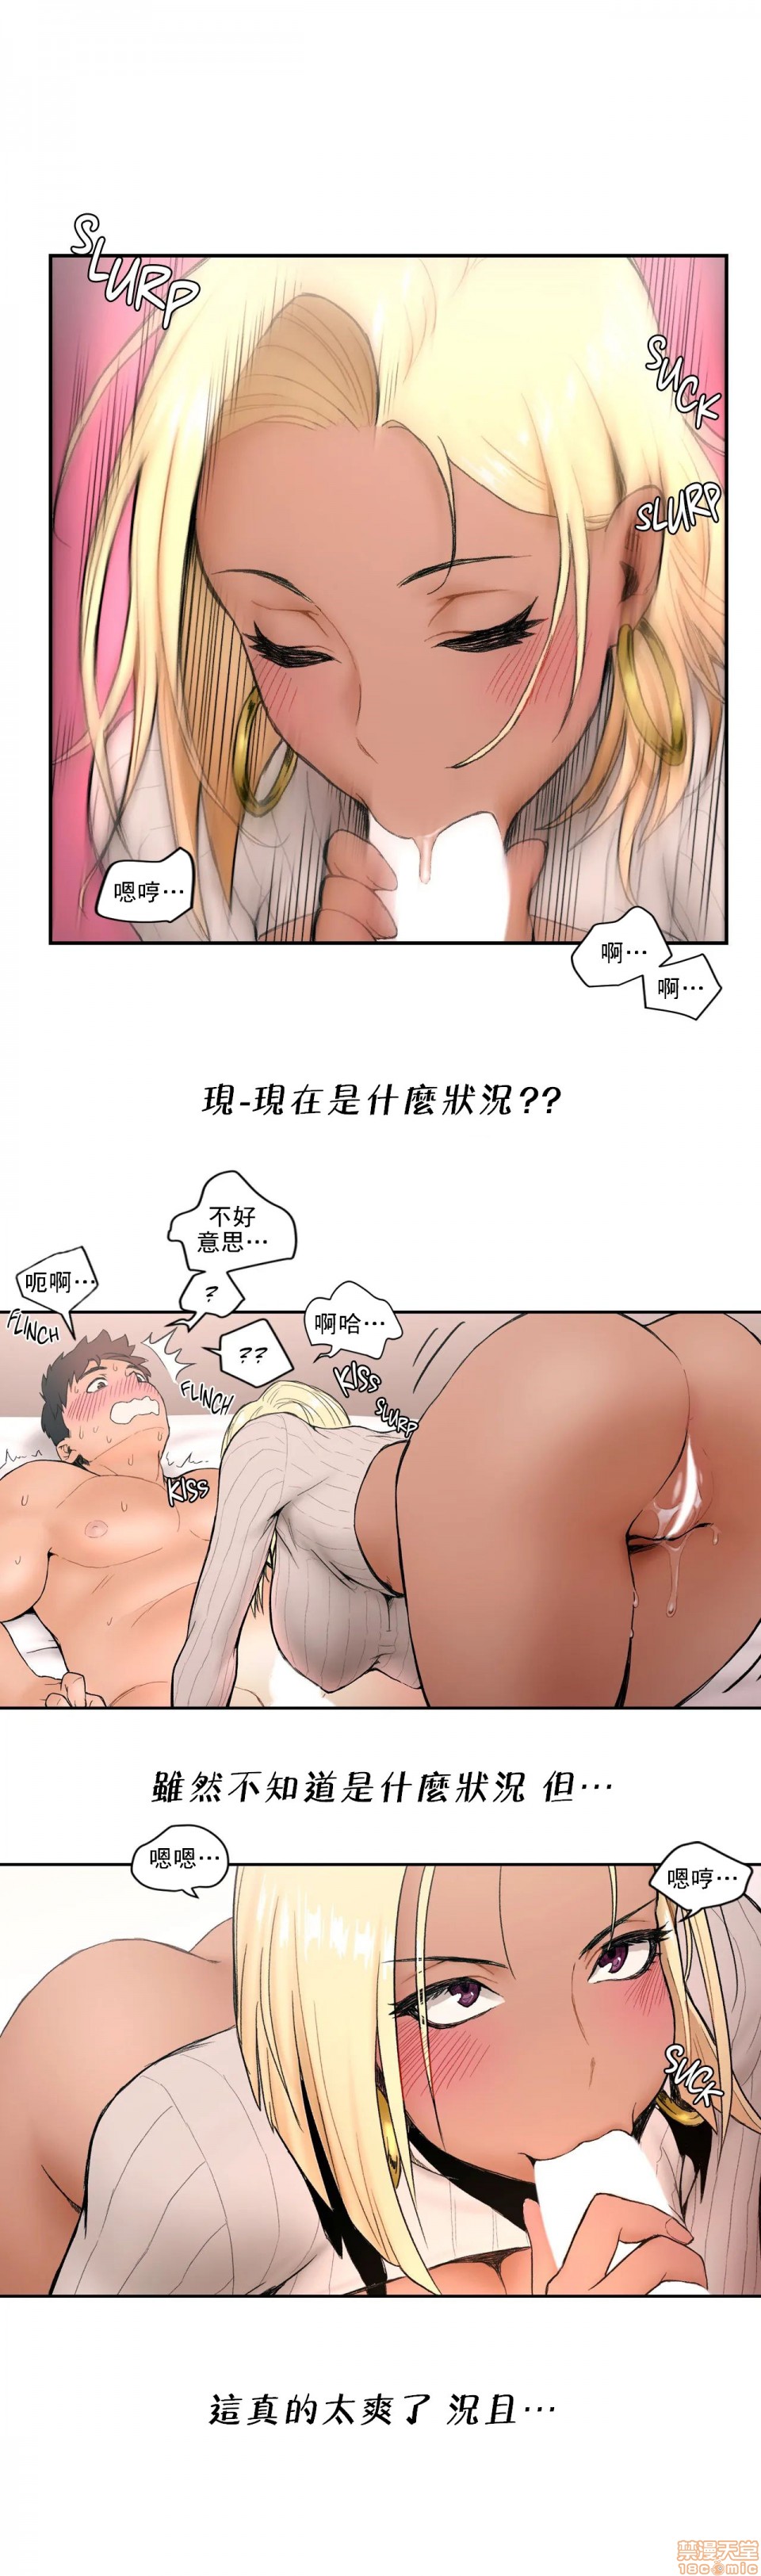 SLURP
SUCK
SLURP
嗯哼…
啊…
啊…
現-現在是什麼狀況??
不好
意思…
?
呃啊…
FLINCH
??
啊哈…
FLINCH
KISS
SLURP
KISS
雖然不知道是什麼狀況 但…
嗯嗯…
嗯哼…
SUCK
這真的太爽了 況且…
禁漫天堂
18comic